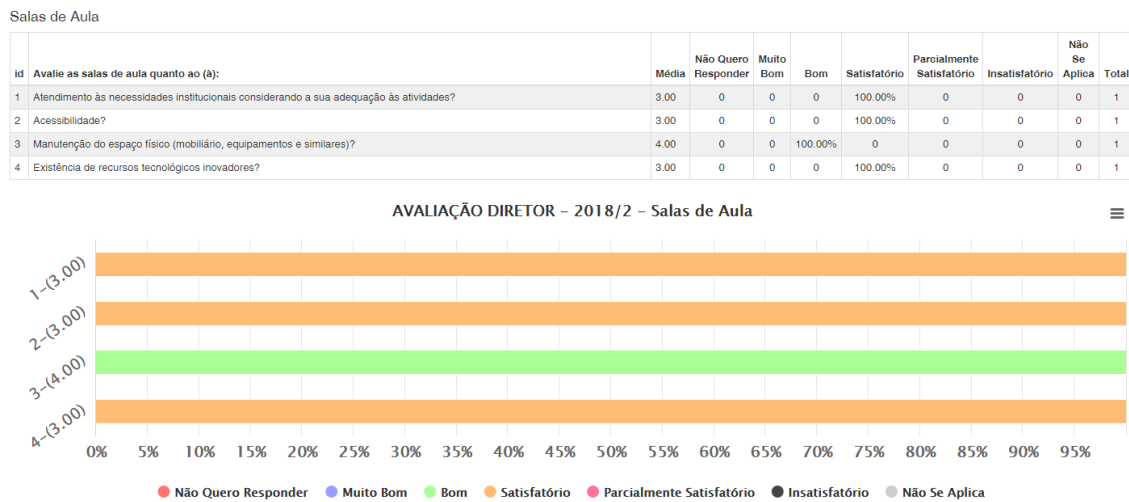 Salas de Aula
id Avalie as salas de aula quanto ao (à): Média Não Quero Responder Muito Bom Bom Satisfatório Parcialmente Satisfatório Insatisfatório Não Se Aplica Total
1 Atendimento às necessidades institucionais considerando a sua adequação às atividades? 3.00 0 0 0 100.00% 0 0 0 1
2 Acessibilidade? 3.00 0 0 0 100.00% 0 0 0 1
3 Manutenção do espaço físico (mobiliário, equipamentos e similares)? 4.00 0 0 100.00% 0 0 0 0 1
4 Existência de recursos tecnológicos inovadores? 3.00 0 0 0 100.00% 0 0 0 1
AVALIAÇÃO DIRETOR – 2018/2 – Salas de Aula
1–(3.00)
2–(3.00)
3–(4.00)
4–(3.00)
0% 5% 10% 15% 20% 25% 30% 35% 40% 45% 50% 55% 60% 65% 70% 75% 80% 85% 90% 95%
Não Quero Responder Muito Bom Bom Satisfatório Parcialmente Satisfatório Insatisfatório Não Se Aplica